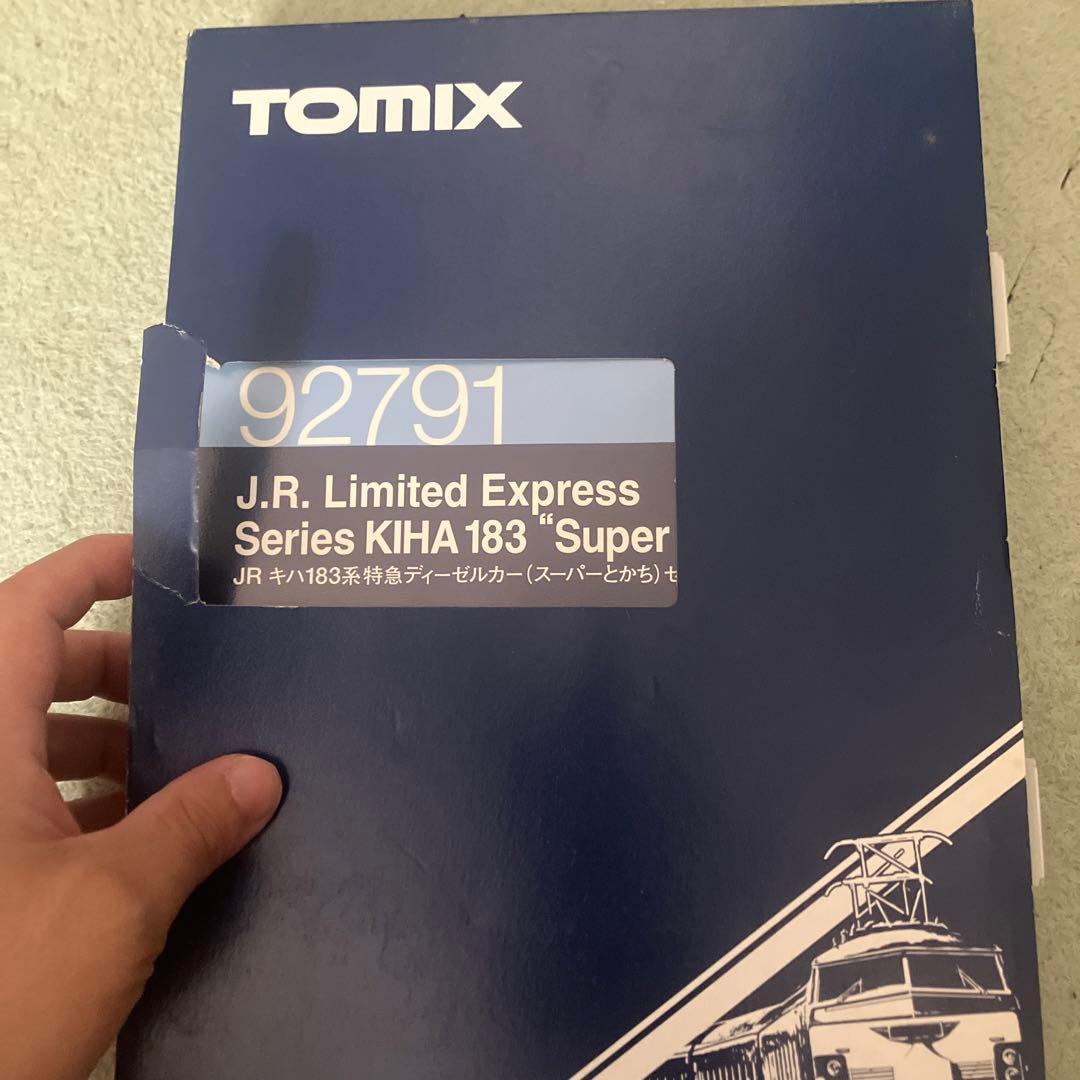 TOMIX
92791
J.R. Limited Express
Series KIHA 183 “Super
JR キハ183系特急ディーゼルカー（スーパーとかち）セ